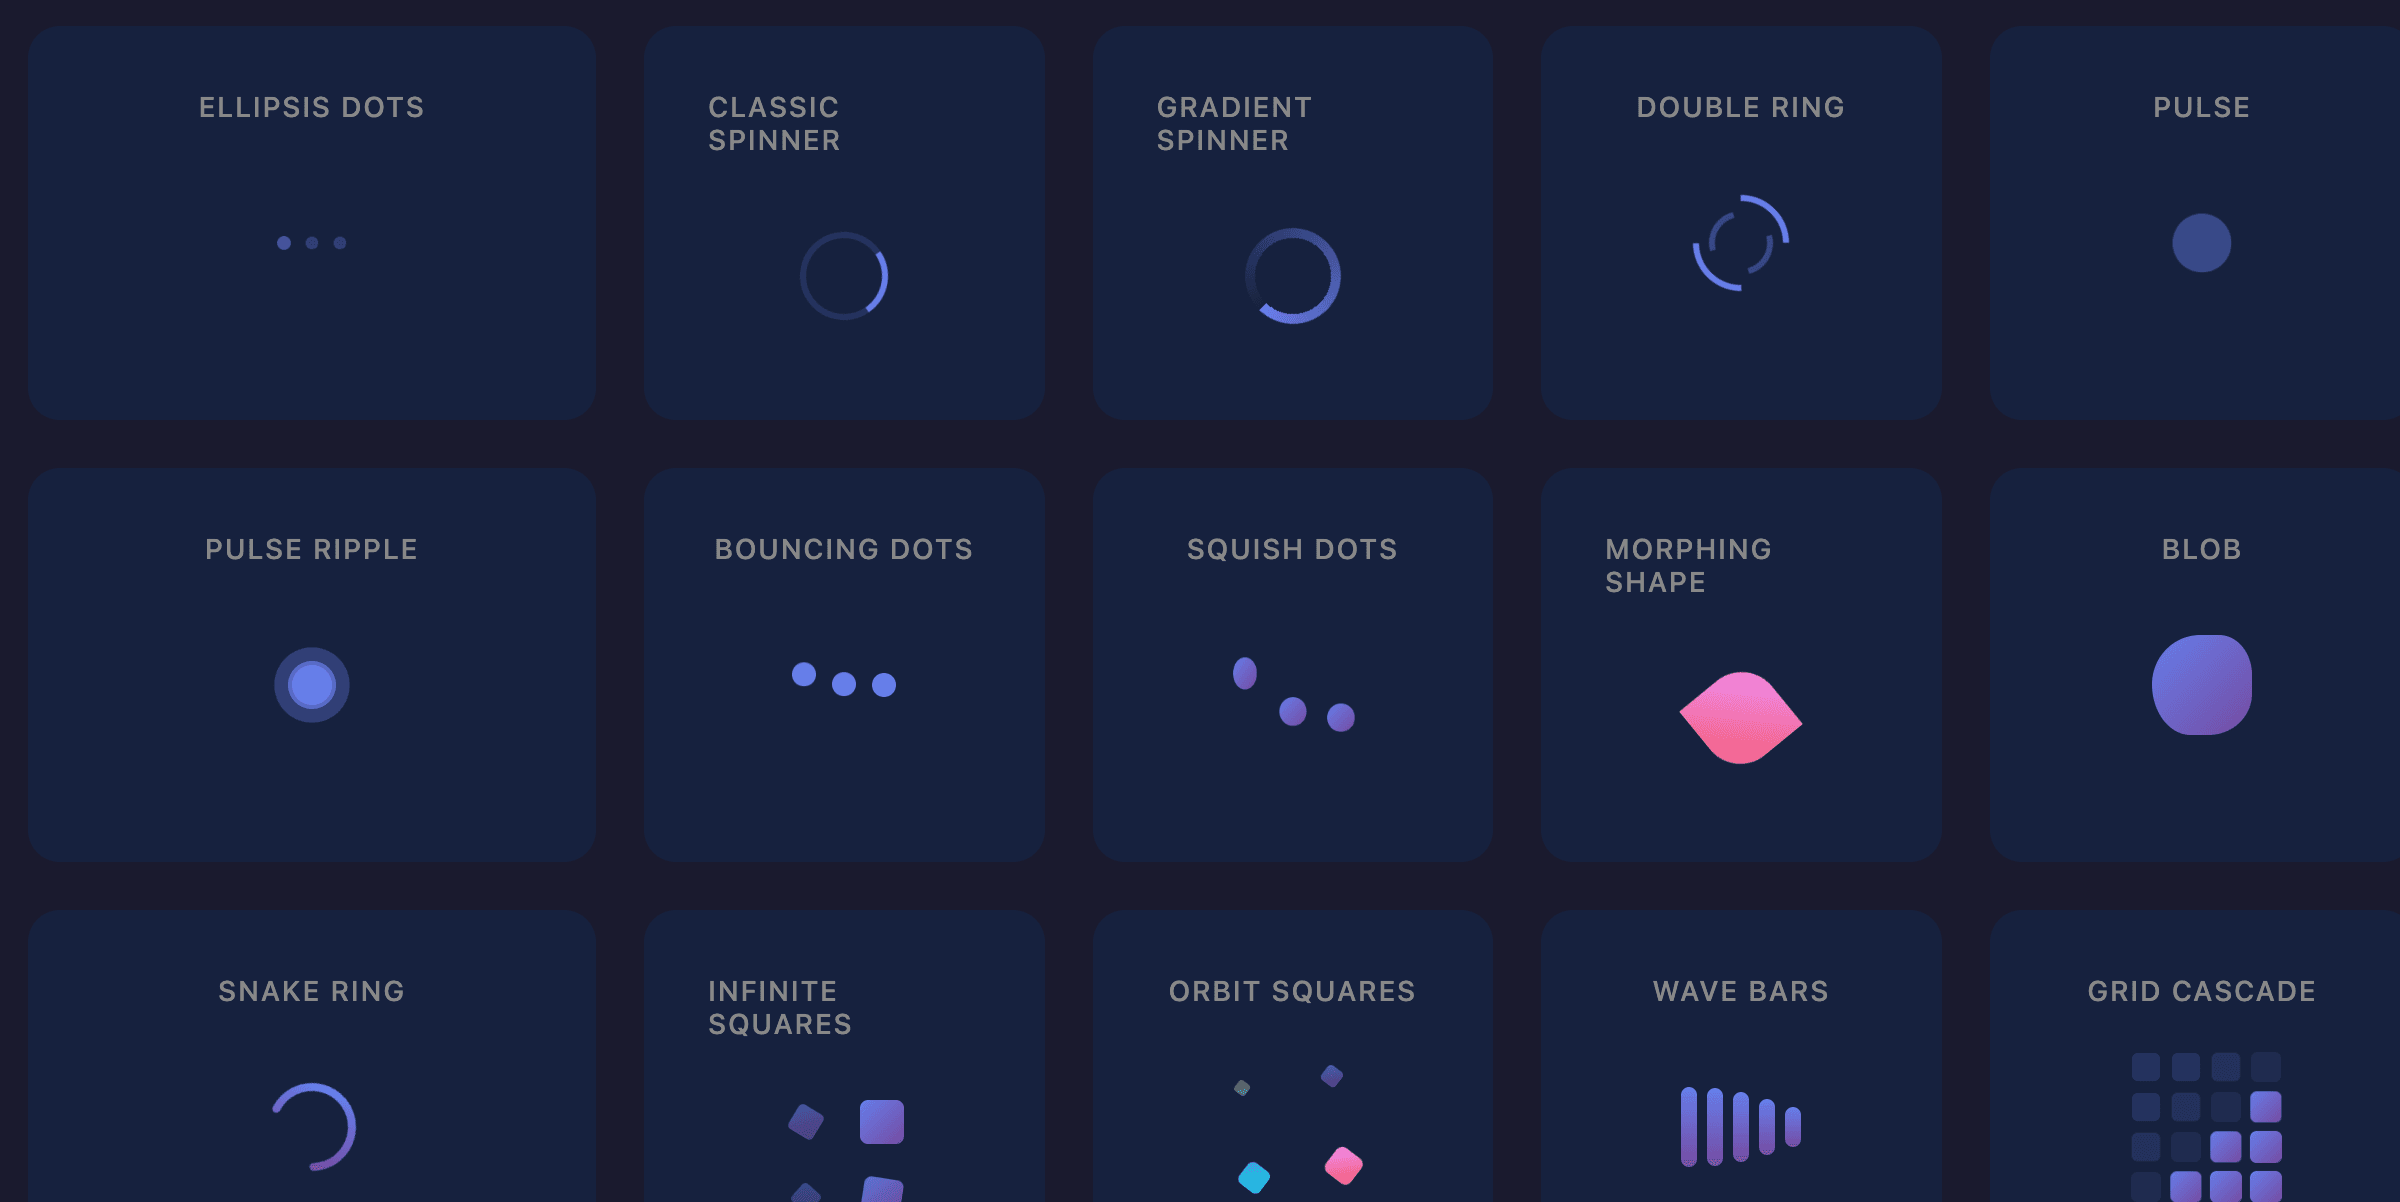 ELLIPSIS DOTS
CLASSIC
SPINNER
GRADIENT
SPINNER
DOUBLE RING
PULSE
PULSE RIPPLE
BOUNCING DOTS
SQUISH DOTS
MORPHING
SHAPE
BLOB
SNAKE RING
INFINITE
SQUARES
ORBIT SQUARES
WAVE BARS
GRID CASCADE